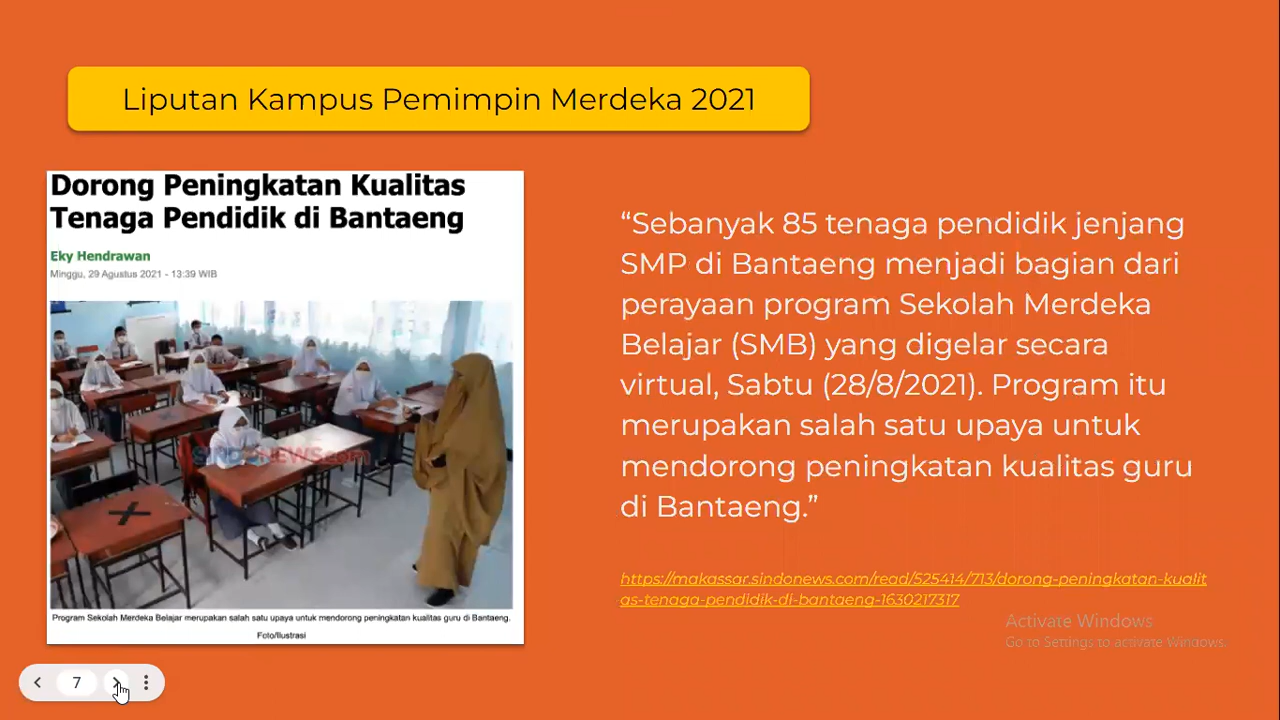 Liputan Kampus Pemimpin Merdeka 2021
Dorong Peningkatan Kualitas
Tenaga Pendidik di Bantaeng
Eky Hendrawan
Minggu, 29 Agustus 2021 - 13:39 WIB
SINDONEWS.com
Program Sekolah Merdeka Belajar merupakan salah satu upaya untuk mendorong peningkatan kualitas guru di Bantaeng.
Foto/Ilustrasi
“Sebanyak 85 tenaga pendidik jenjang
SMP di Bantaeng menjadi bagian dari
perayaan program Sekolah Merdeka
Belajar (SMB) yang digelar secara
virtual, Sabtu (28/8/2021). Program itu
merupakan salah satu upaya untuk
mendorong peningkatan kualitas guru
di Bantaeng.”
https://makassar.sindonews.com/read/525414/713/dorong-peningkatan-kualit
as-tenaga-pendidik-di-bantaeng-1630217317
Activate Windows
Go to Settings to activate Windows.
7